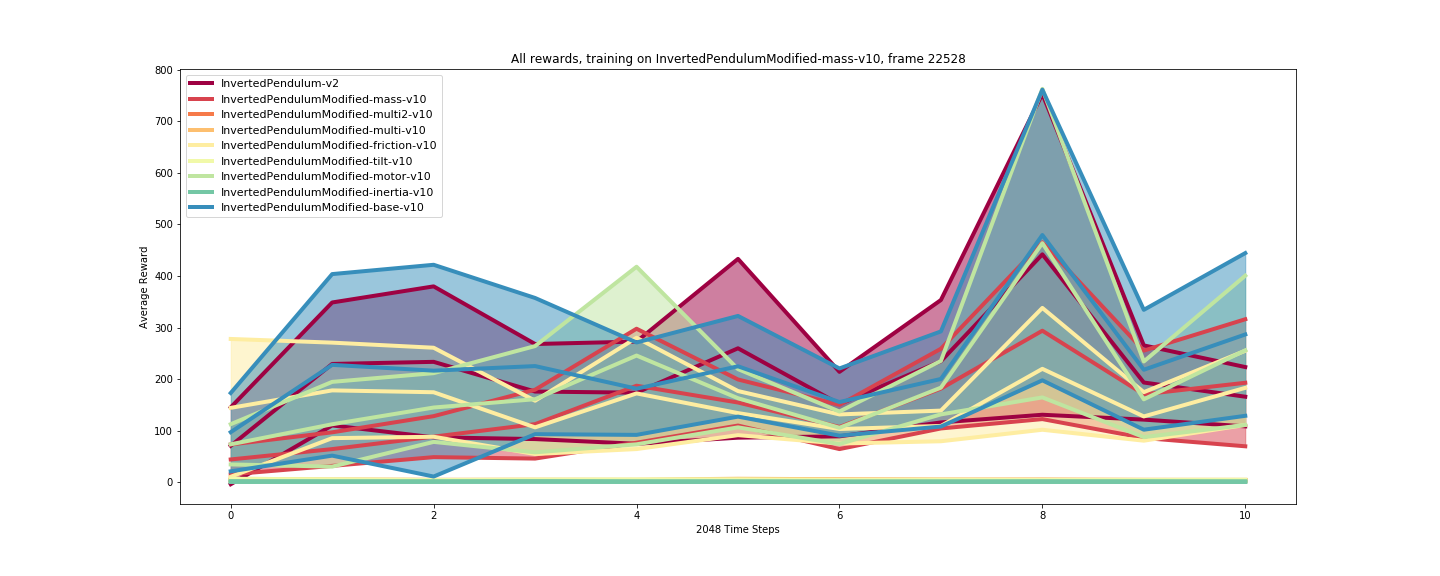 All rewards, training on InvertedPendulumModified-mass-v10, frame 22528
800
700
600
500
400
300
200
100
0
Average Reward
InvertedPendulum-v2
InvertedPendulumModified-mass-v10
InvertedPendulumModified-multi2-v10
InvertedPendulumModified-multi-v10
InvertedPendulumModified-friction-v10
InvertedPendulumModified-tilt-v10
InvertedPendulumModified-motor-v10
InvertedPendulumModified-inertia-v10
InvertedPendulumModified-base-v10
0 2 4 6 8 10
2048 Time Steps